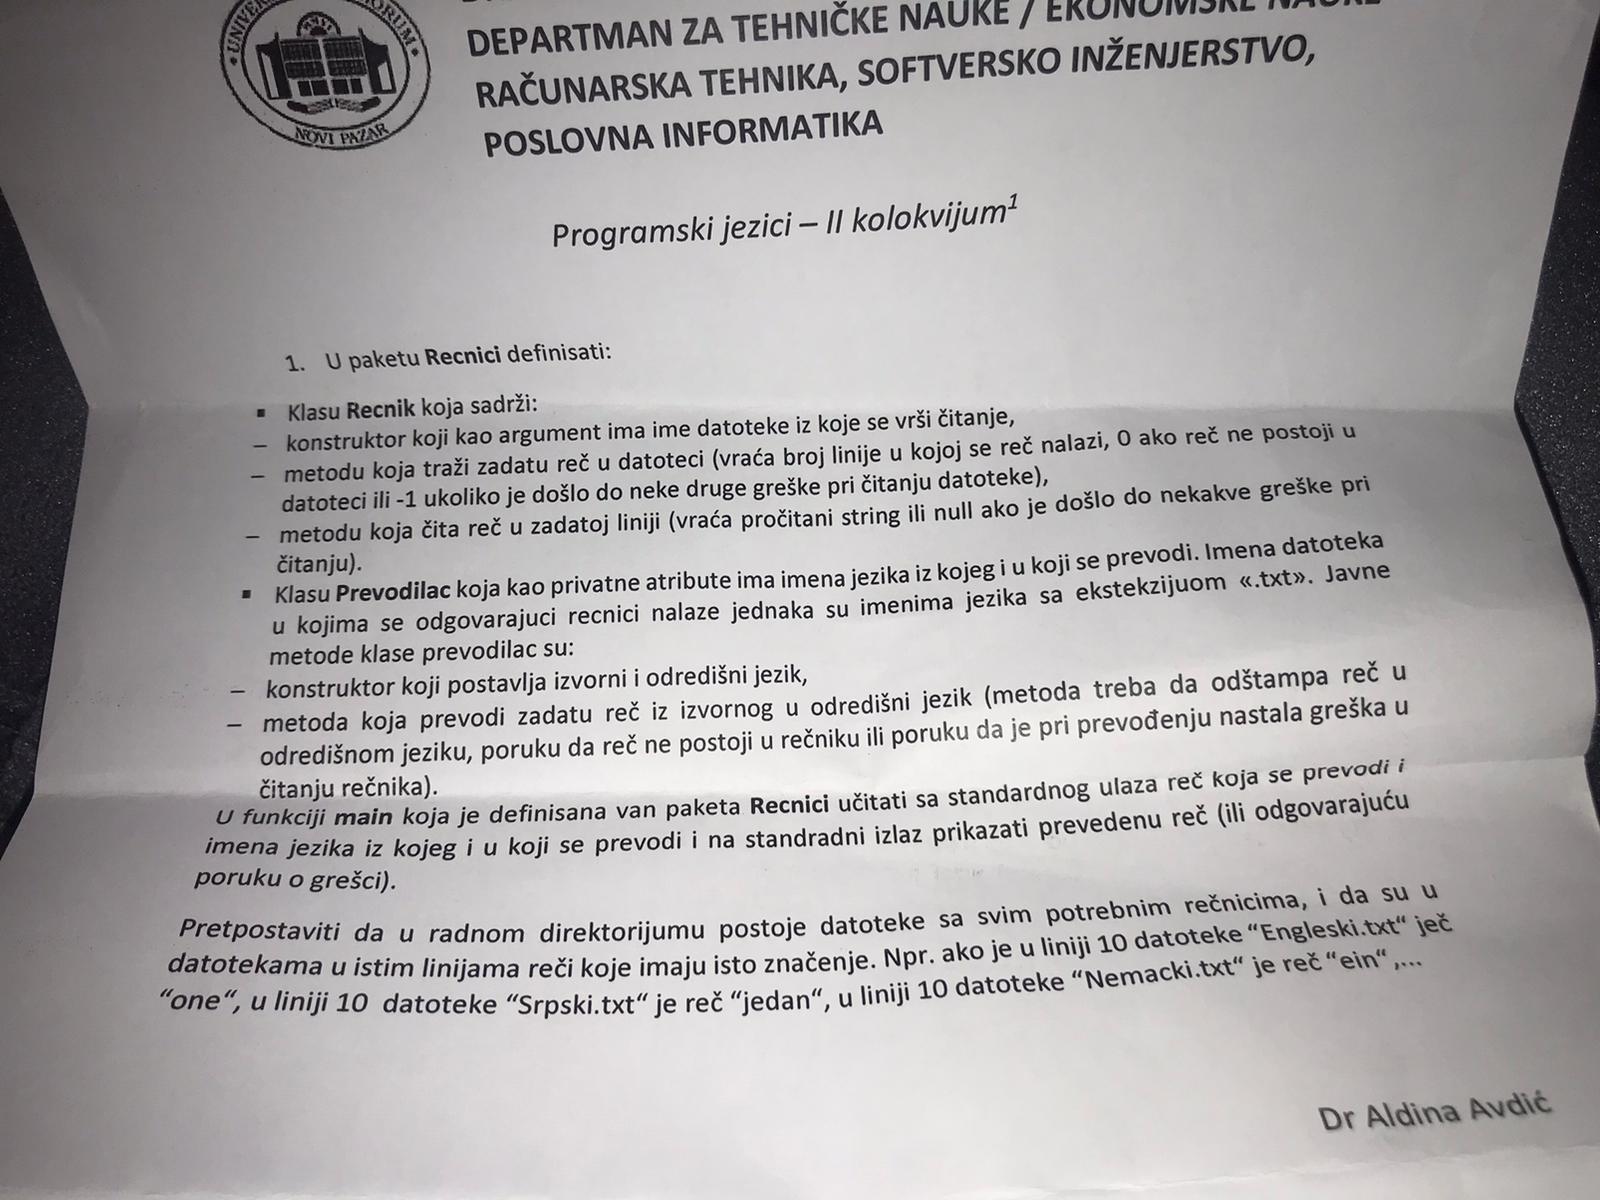 NOVI PAZAR
DEPARTMAN ZA TEHNIČKE NAUKE / EKONOMSKE NAUKE
RAČUNARSKA TEHNIKA, SOFTVERSKO INŽENJERSTVO,
POSLOVNA INFORMATIKA
Programski jezici – II kolokvijum¹
1. U paketu Recnici definisati:
▪ Klasu Recnik koja sadrži:
– konstruktor koji kao argument ima ime datoteke iz koje se vrši čitanje,
– metodu koja traži zadatu reč u datoteci (vraća broj linije u kojoj se reč nalazi, 0 ako reč ne postoji u
datoteci ili -1 ukoliko je došlo do neke druge greške pri čitanju datoteke),
– metodu koja čita reč u zadatoj liniji (vraća pročitani string ili null ako je došlo do nekakve greške pri
čitanju).
▪ Klasu Prevodilac koja kao privatne atribute ima imena jezika iz kojeg i u koji se prevodi. Imena datoteka
u kojima se odgovarajuci recnici nalaze jednaka su imenima jezika sa ekstekzijuom «.txt». Javne
metode klase prevodilac su:
– konstruktor koji postavlja izvorni i odredišni jezik,
– metoda koja prevodi zadatu reč iz izvornog u odredišni jezik (metoda treba da odštampa reč u
odredišnom jeziku, poruku da reč ne postoji u rečniku ili poruku da je pri prevođenju nastala greška u
čitanju rečnika).
U funkciji main koja je definisana van paketa Recnici učitati sa standardnog ulaza reč koja se prevodi i
imena jezika iz kojeg i u koji se prevodi i na standradni izlaz prikazati prevedenu reč (ili odgovarajuću
poruku o grešci).
Pretpostaviti da u radnom direktorijumu postoje datoteke sa svim potrebnim rečnicima, i da su u
datotekama u istim linijama reči koje imaju isto značenje. Npr. ako je u liniji 10 datoteke “Engleski.txt“ ječ
“one“, u liniji 10 datoteke “Srpski.txt“ je reč “jedan“, u liniji 10 datoteke “Nemacki.txt“ je reč “ein“ ,...
Dr Aldina Avdić